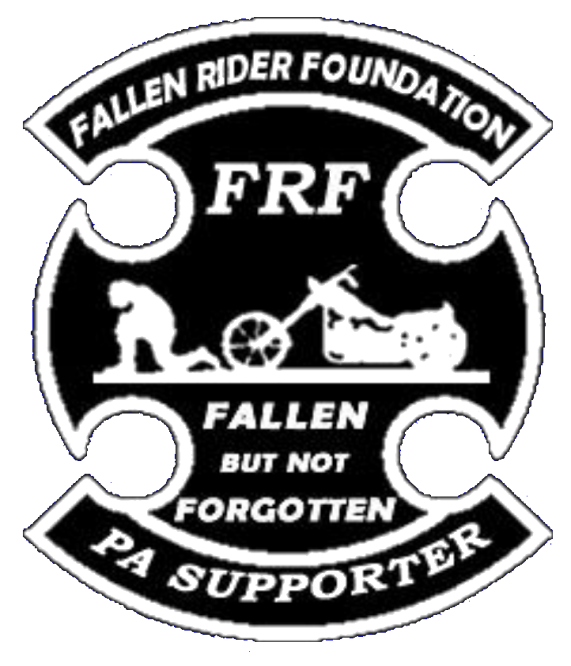 FALLEN RIDER FOUNDATION
FRF
FALLEN
BUT NOT
FORGOTTEN
PA SUPPORTER